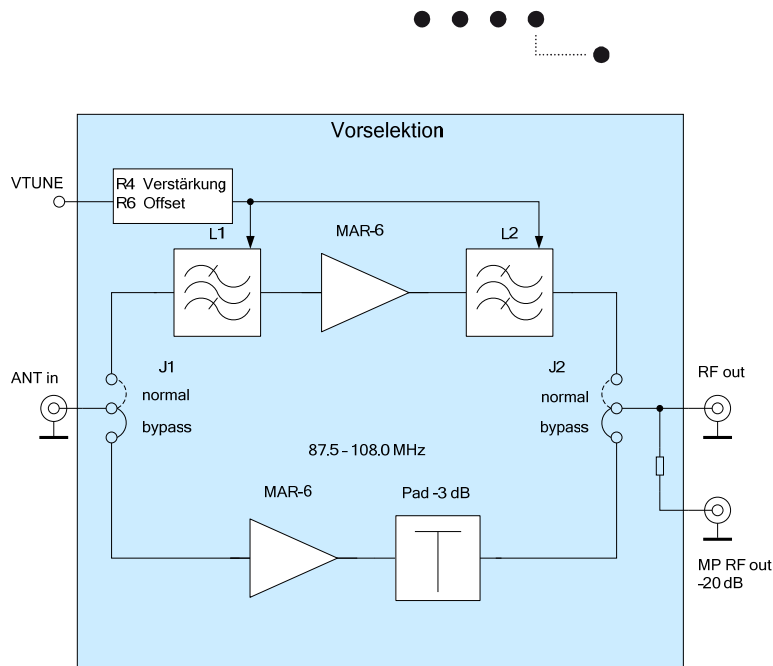 Vorselektion
VTUNE
R4 Verstärkung
R6 Offset
L1
MAR-6
L2
J1
J2
ANT in
normal
bypass
normal
bypass
RF out
87.5 - 108.0 MHz
MAR-6
Pad -3 dB
MP RF out
-20 dB